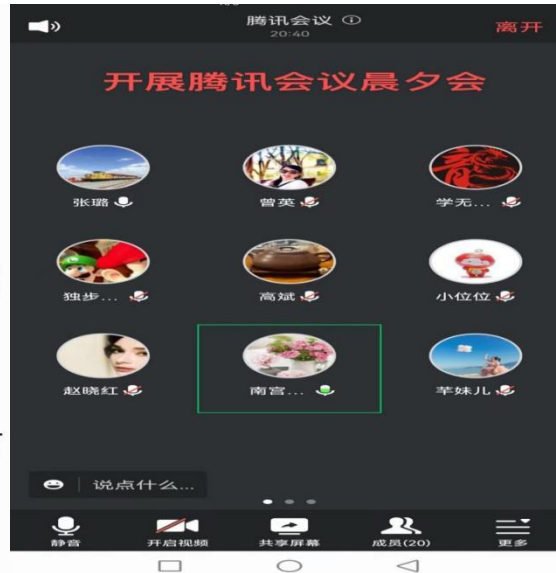 腾讯会议
离开
20:40
开展腾讯会议晨夕会
张璐
曾英
学无...
独步...
高斌
小位位
赵晓红
南宫...
芊妹儿
说点什么...
静音
开启视频
共享屏幕
成员(20)
更多